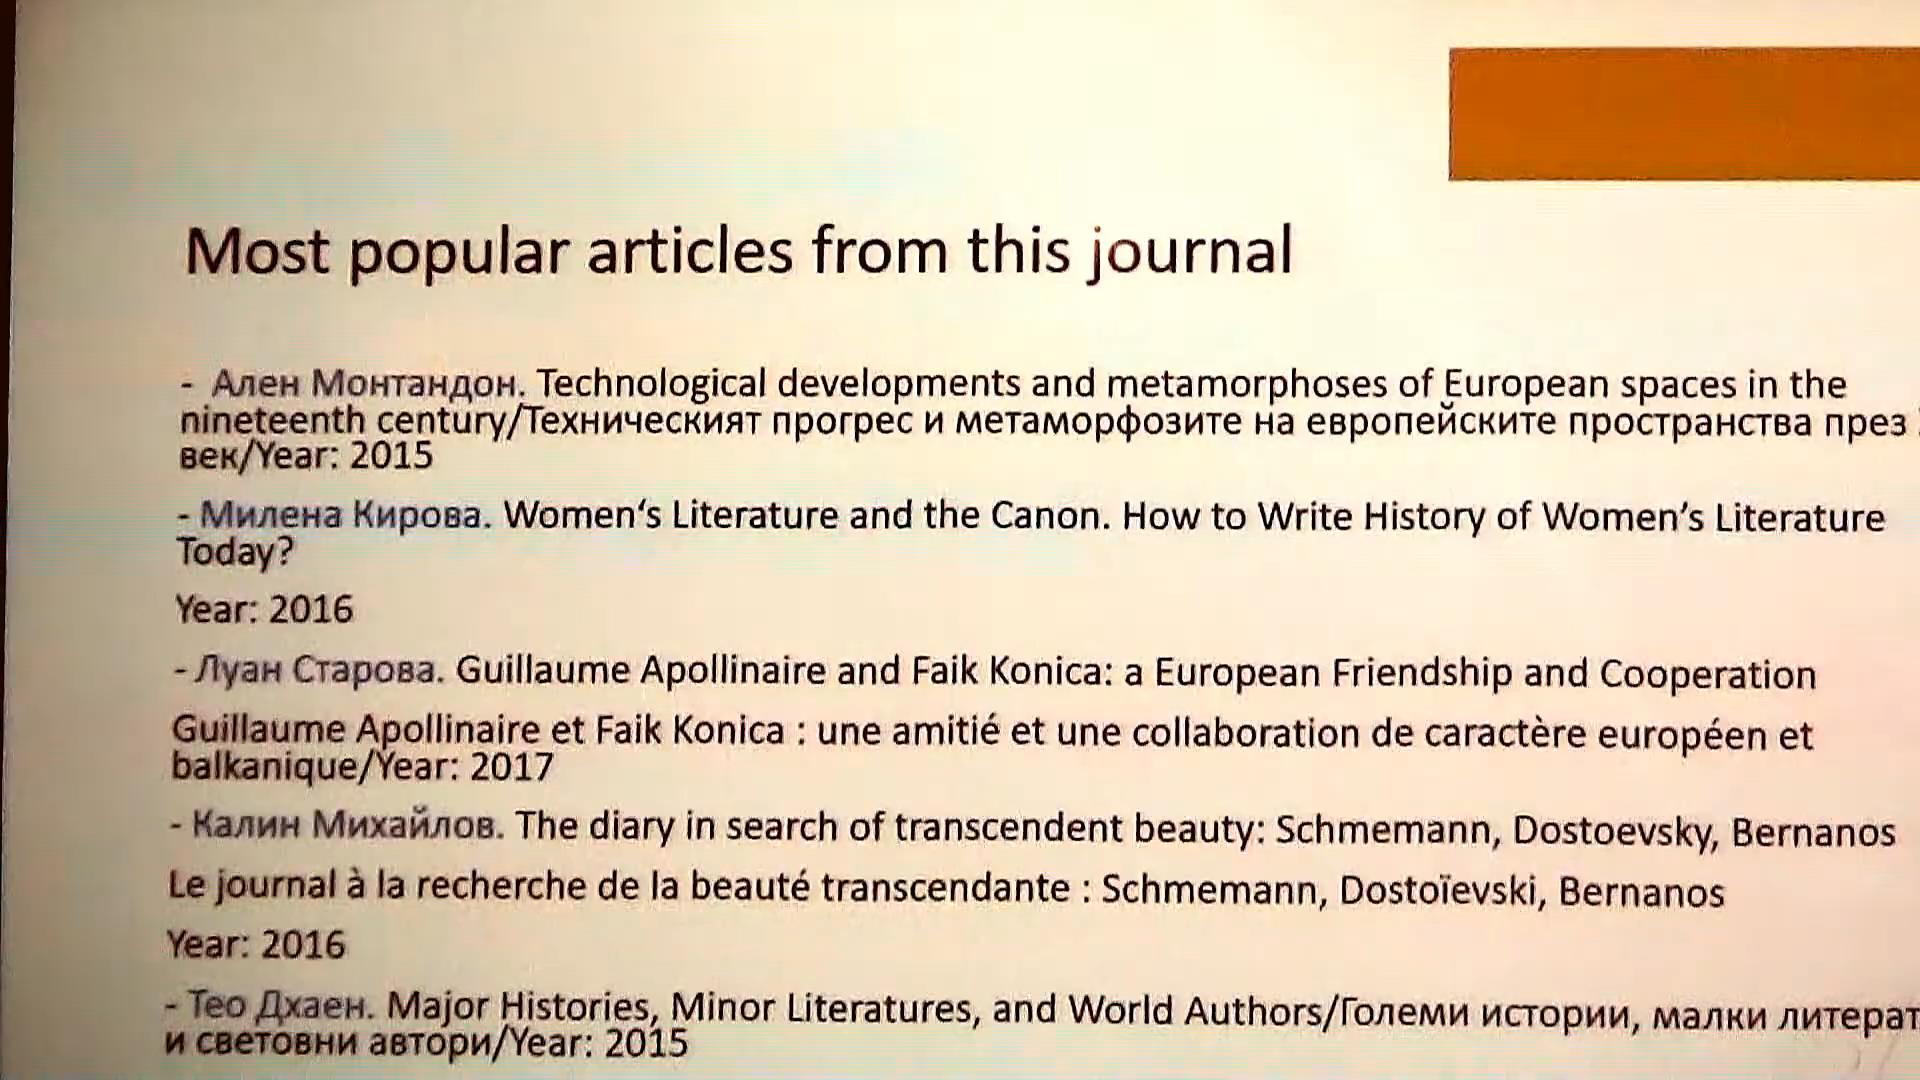 Most popular articles from this journal
- Ален Монтандон. Technological developments and metamorphoses of European spaces in the
nineteenth century/Техническият прогрес и метаморфозите на европейските пространства през
век/Year: 2015
- Милена Кирова. Women‘s Literature and the Canon. How to Write History of Women’s Literature
Today?
Year: 2016
- Луан Старова. Guillaume Apollinaire and Faik Konica: a European Friendship and Cooperation
Guillaume Apollinaire et Faik Konica : une amitié et une collaboration de caractère européen et
balkanique/Year: 2017
- Калин Михайлов. The diary in search of transcendent beauty: Schmemann, Dostoevsky, Bernanos
Le journal à la recherche de la beauté transcendante : Schmemann, Dostoïevski, Bernanos
Year: 2016
- Тео Дхаен. Major Histories, Minor Literatures, and World Authors/Големи истории, малки
и световни автори/Year: 2015